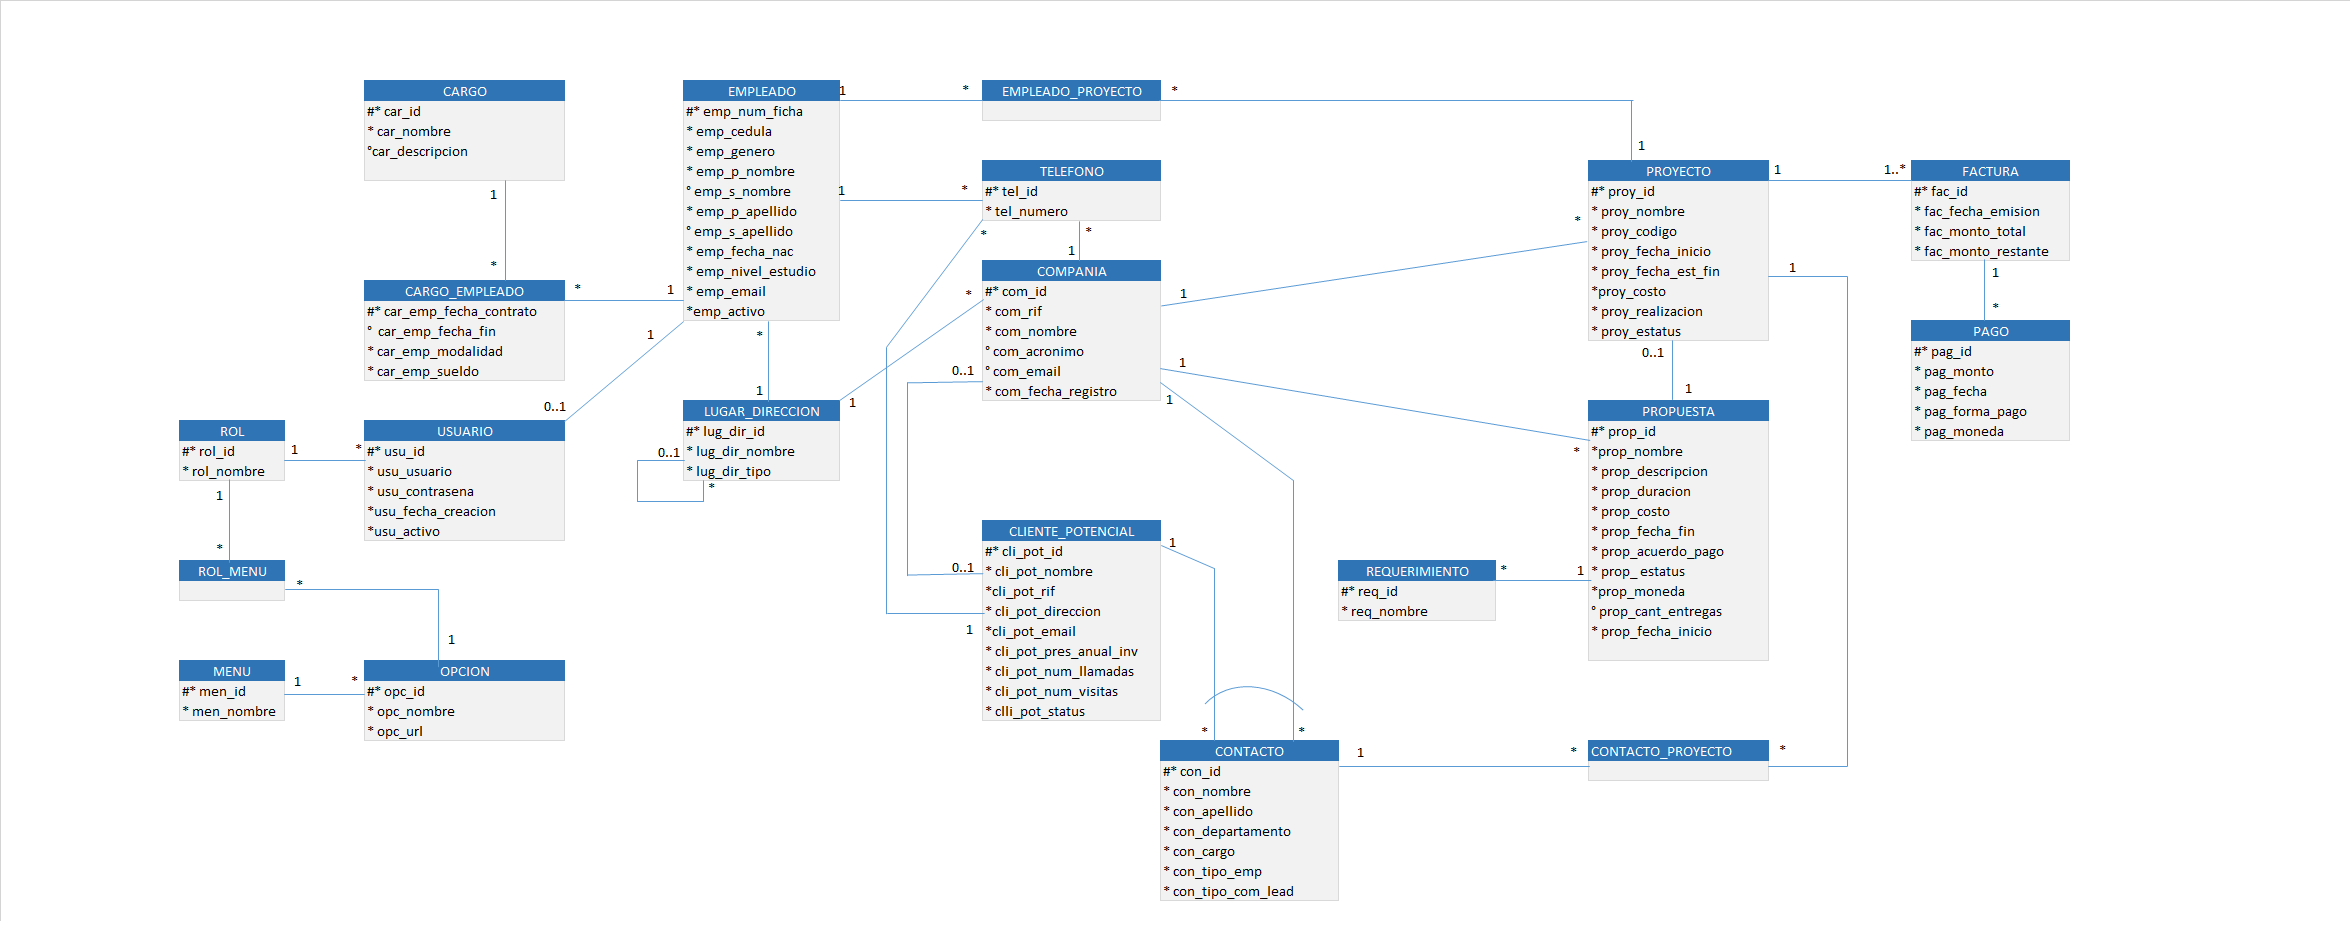 CARGO
#* car_id
* car_nombre
°car_descripcion
1
*
CARGO_EMPLEADO
#* car_emp_fecha_contrato
° car_emp_fecha_fin
* car_emp_modalidad
* car_emp_sueldo
*
1
EMPLEADO
#* emp_num_ficha
* emp_cedula
* emp_genero
* emp_p_nombre
° emp_s_nombre
* emp_p_apellido
° emp_s_apellido
* emp_fecha_nac
* emp_nivel_estudio
* emp_email
*emp_activo
1
*
EMPLEADO_PROYECTO
*
1
1
*
TELEFONO
#* tel_id
* tel_numero
*
*
1
COMPANIA
#* com_id
* com_rif
* com_nombre
° com_acronimo
° com_email
* com_fecha_registro
*
1
0..1
1
1
1
*
1
LUGAR_DIRECCION
#* lug_dir_id
* lug_dir_nombre
* lug_dir_tipo
0..1
*
1
0..1
ROL
#* rol_id
* rol_nombre
1
*
USUARIO
#* usu_id
* usu_usuario
* usu_contrasena
*usu_fecha_creacion
*usu_activo
1
*
ROL_MENU
*
1
MENU
#* men_id
* men_nombre
1
*
OPCION
#* opc_id
* opc_nombre
* opc_url
CLIENTE_POTENCIAL
#* cli_pot_id
* cli_pot_nombre
*cli_pot_rif
* cli_pot_direccion
*cli_pot_email
* cli_pot_pres_anual_inv
* cli_pot_num_llamadas
* cli_pot_num_visitas
* clli_pot_status
0..1
1
1
*
*
CONTACTO
#* con_id
* con_nombre
* con_apellido
* con_departamento
* con_cargo
* con_tipo_emp
* con_tipo_com_lead
1
*
CONTACTO_PROYECTO
*
PROYECTO
#* proy_id
* proy_nombre
* proy_codigo
* proy_fecha_inicio
* proy_fecha_est_fin
*proy_costo
* proy_realizacion
* proy_estatus
*
1
1..*
1
0..1
1
FACTURA
#* fac_id
* fac_fecha_emision
* fac_monto_total
* fac_monto_restante
1
*
PAGO
#* pag_id
* pag_monto
* pag_fecha
* pag_forma_pago
* pag_moneda
PROPUESTA
#* prop_id
*prop_nombre
* prop_descripcion
* prop_duracion
* prop_costo
* prop_fecha_fin
* prop_acuerdo_pago
* prop_ estatus
*prop_moneda
° prop_cant_entregas
* prop_fecha_inicio
*
REQUERIMIENTO
#* req_id
* req_nombre
*
1